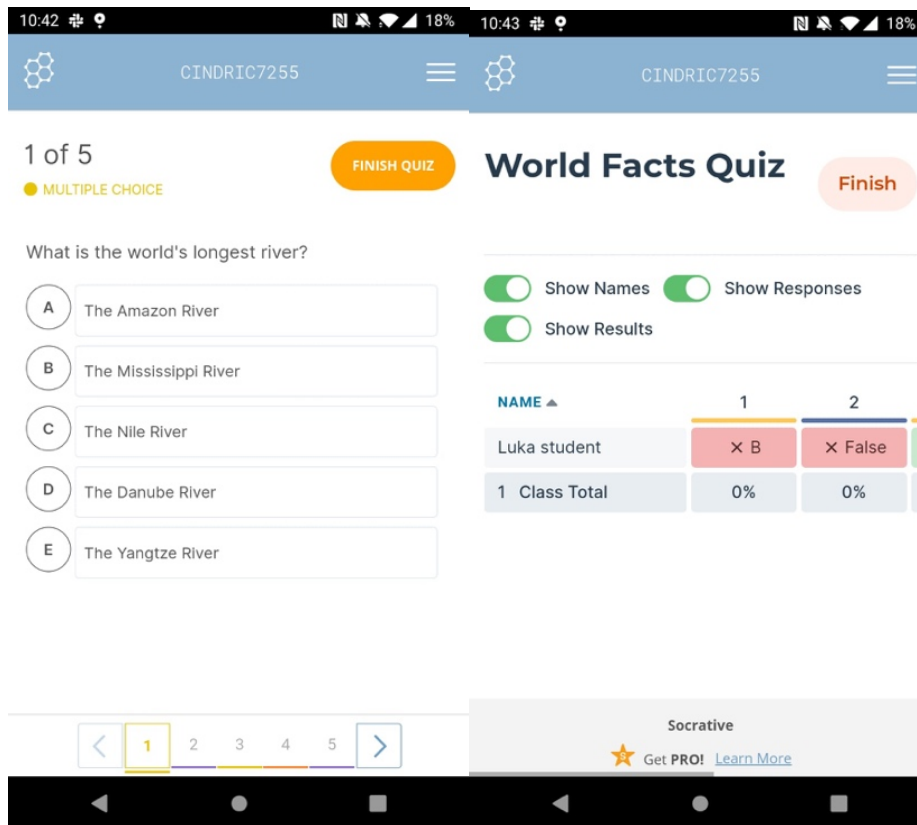 10:42 18%
CINDRIC7255
1 of 5
FINISH QUIZ
MULTIPLE CHOICE
What is the world's longest river?
A The Amazon River
B The Mississippi River
C The Nile River
D The Danube River
E The Yangtze River
1 2 3 4 5
10:43 18%
CINDRIC7255
World Facts Quiz
Finish
Show Names Show Responses
Show Results
NAME 1 2
Luka student × B × False
1 Class Total 0% 0%
Socrative
Get PRO! Learn More